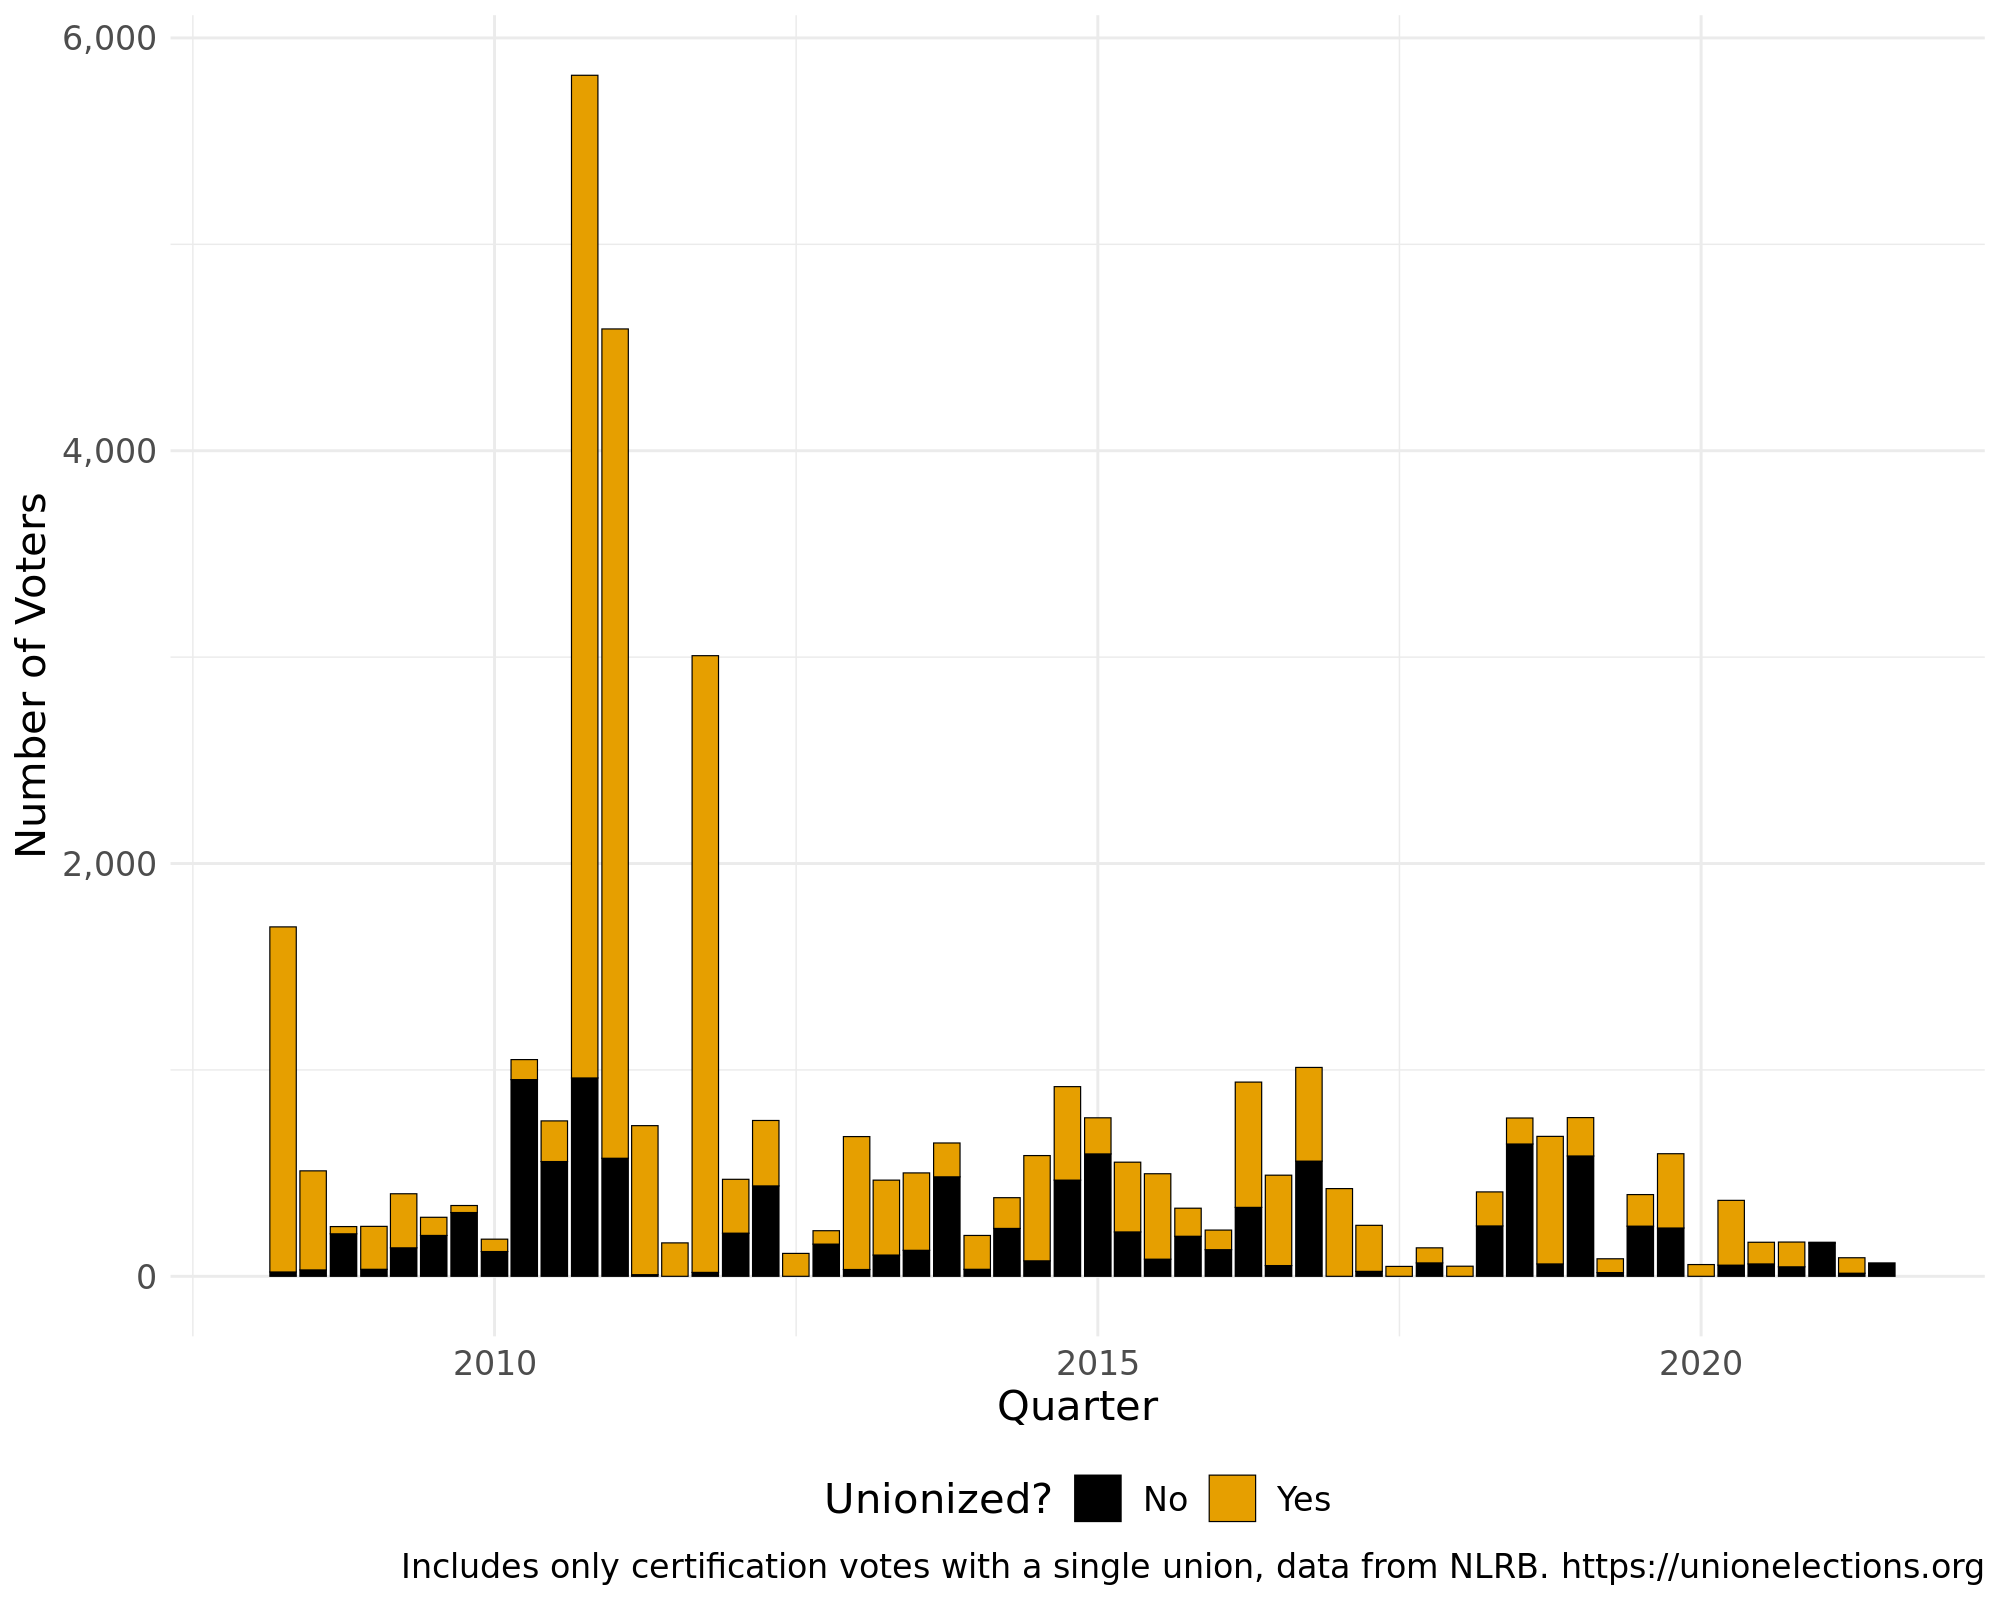 6,000
4,000
2,000
0
Number of Voters
2010 2015 2020
Quarter
Unionized? No Yes
Includes only certification votes with a single union, data from NLRB. https://unionelections.org